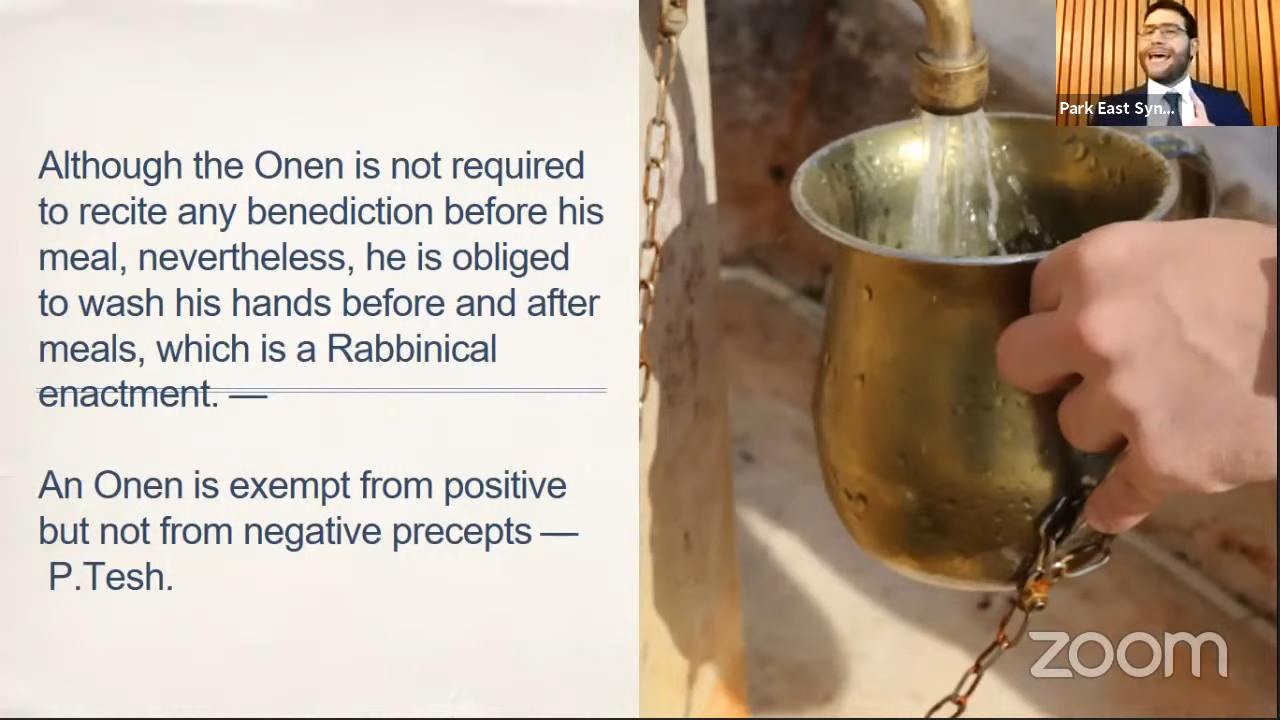 Park East Syn...
Although the Onen is not required
to recite any benediction before his
meal, nevertheless, he is obliged
to wash his hands before and after
meals, which is a Rabbinical
enactment. —
An Onen is exempt from positive
but not from negative precepts —
P.Tesh.
zoom